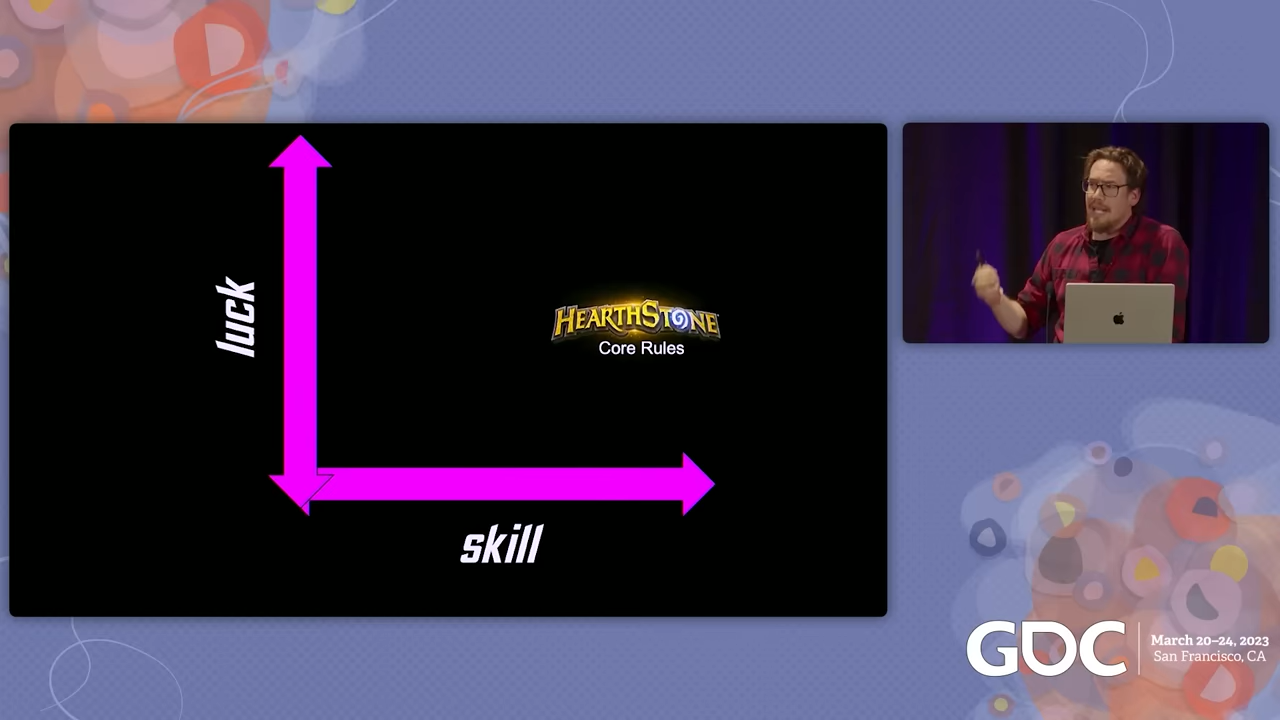 luck
HEARTHSTONE
Core Rules
skill
GDC
March 20–24, 2023
San Francisco, CA